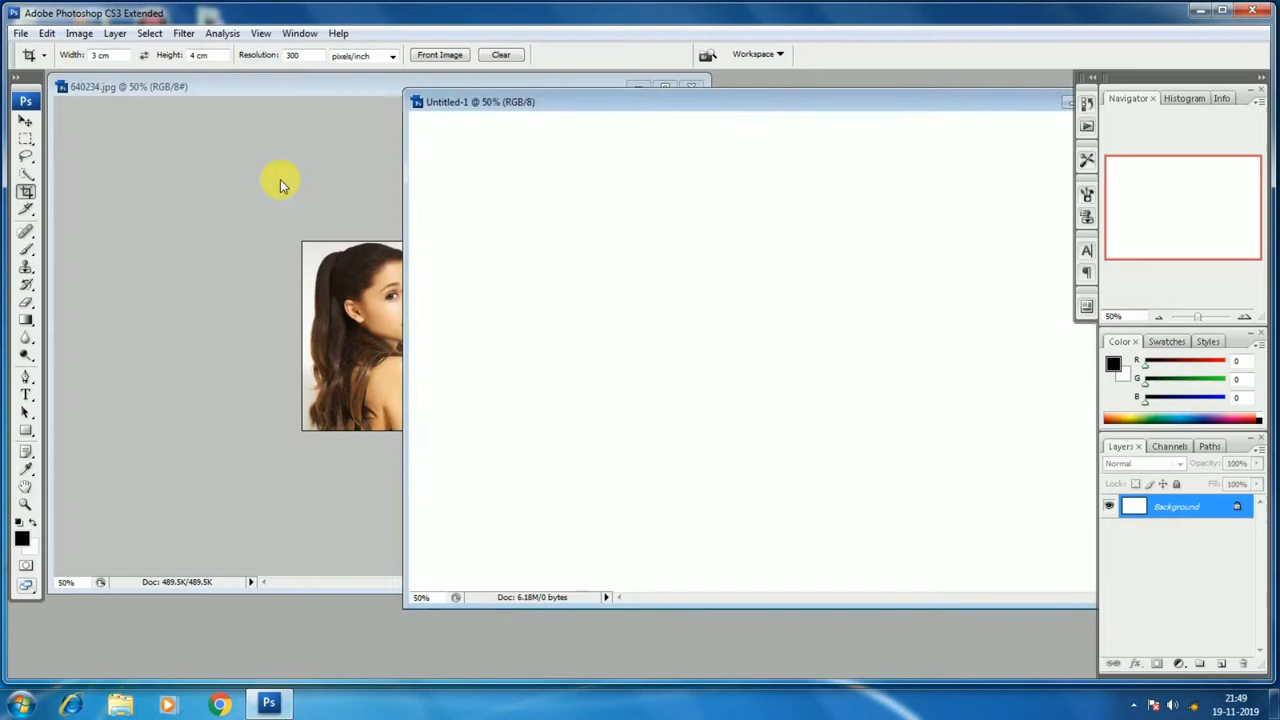 Adobe Photoshop CS3 Extended
File Edit Image Layer Select Filter Analysis View Window Help
Width: 3 cm Height: 4 cm Resolution: 300 pixels/inch Front Image Clear Workspace
640234.jpg @ 50% (RGB/8#)
Untitled-1 @ 50% (RGB/8)
Ps
Navigator Histogram Info
50%
Color Swatches Styles
R 0
G 0
B 0
Layers Channels Paths
Normal Opacity: 100%
Lock: Fill: 100%
Background
50% Doc: 489.5K/489.5K
50% Doc: 6.18M/0 bytes
Ps
21:49
19-11-2019